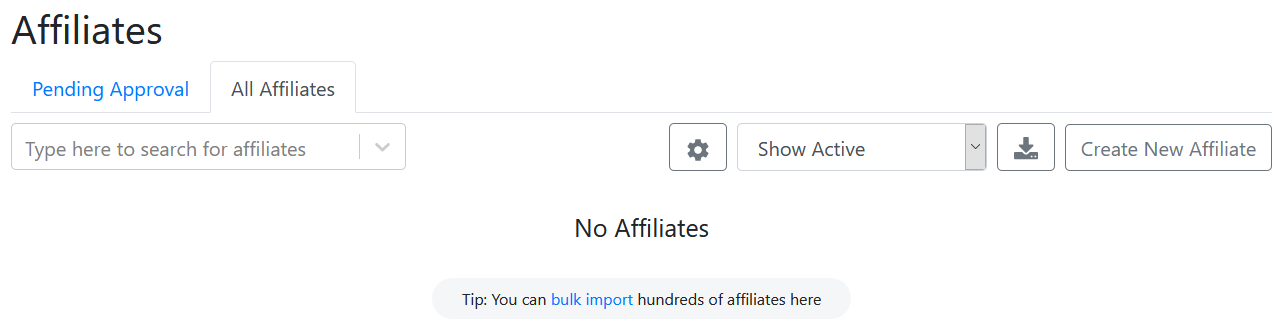 Affiliates
Pending Approval All Affiliates
Type here to search for affiliates Show Active Create New Affiliate
No Affiliates
Tip: You can bulk import hundreds of affiliates here